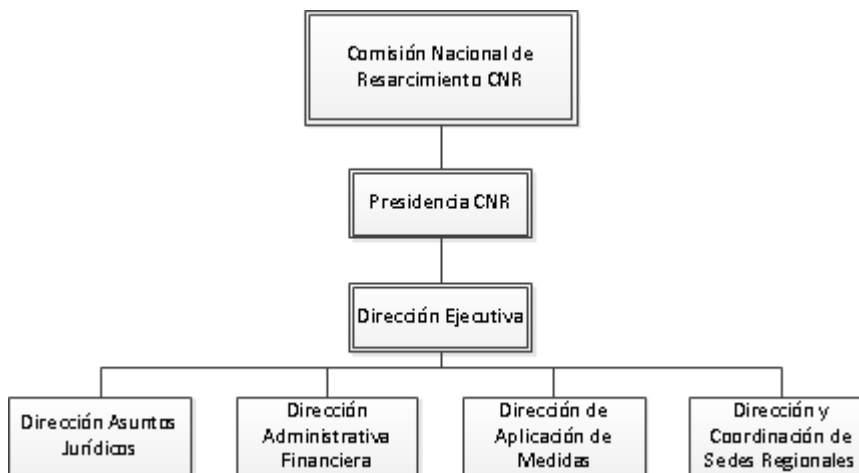 Comisión Nacional de
Resarcimiento CNR
Presidencia CNR
Dirección Ejecutiva
Dirección Asuntos
Jurídicos
Dirección
Administrativa
Financiera
Dirección de
Aplicación de
Medidas
Dirección y
Coordinación de
Sedes Regionales